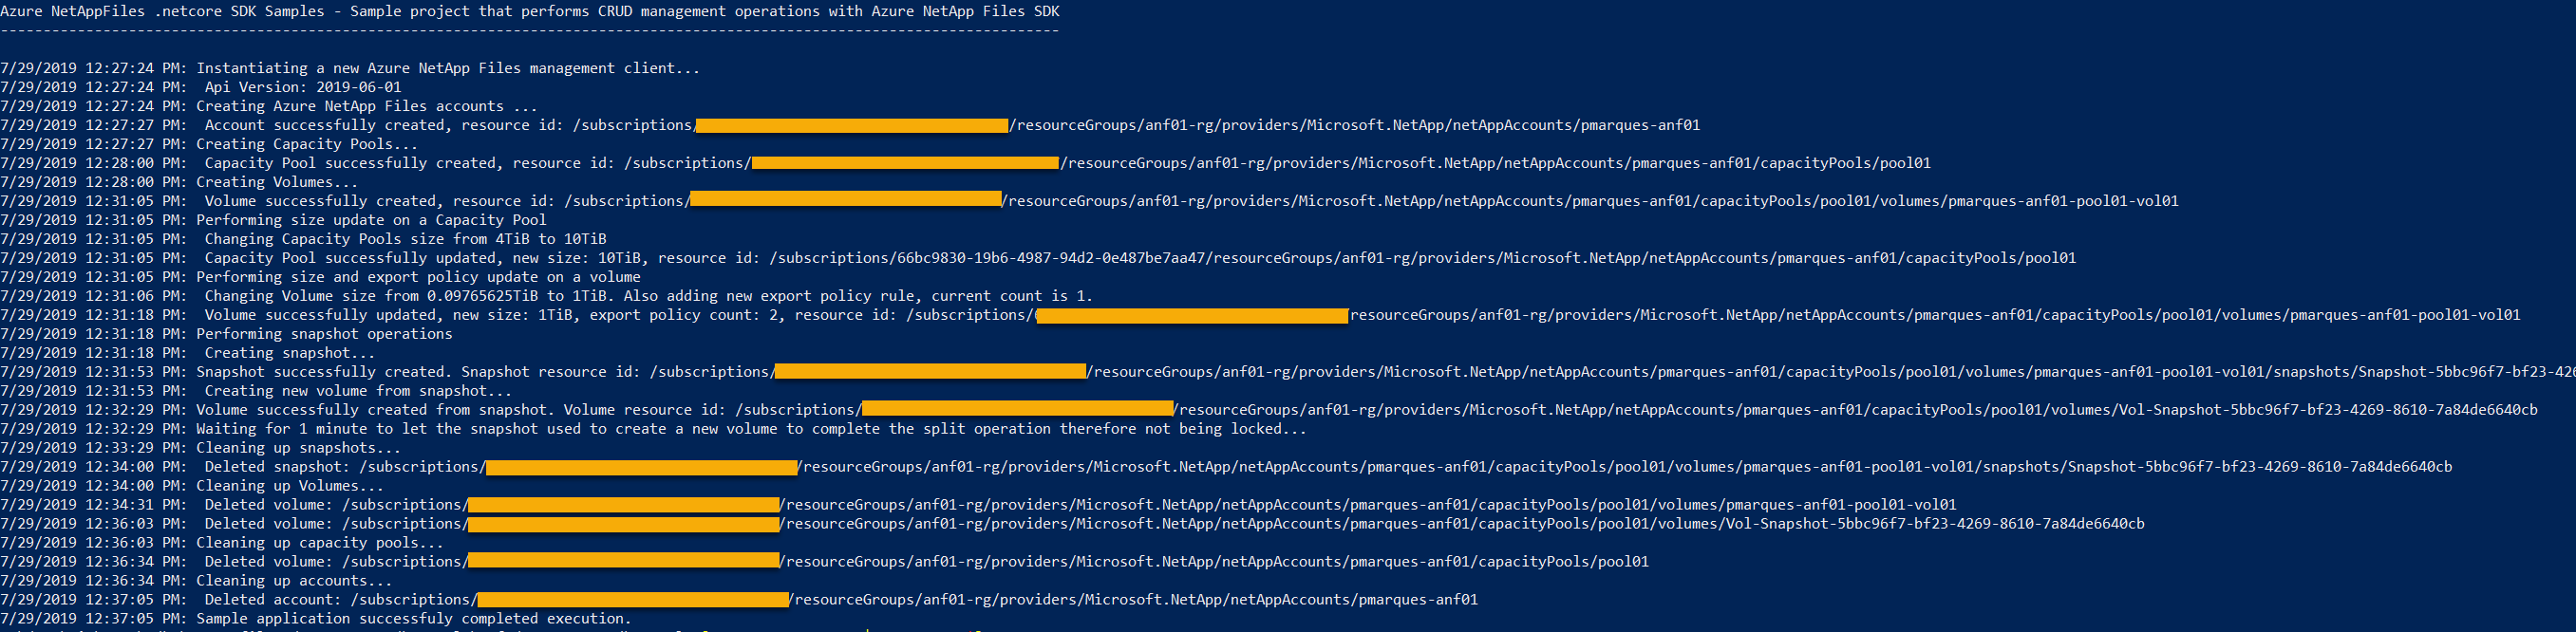 Azure NetAppFiles .netcore SDK Samples - Sample project that performs CRUD management operations with Azure NetApp Files SDK
----------------------------------------------------------------------------------------------------------------------------
7/29/2019 12:27:24 PM: Instantiating a new Azure NetApp Files management client...
7/29/2019 12:27:24 PM:  Api Version: 2019-06-01
7/29/2019 12:27:24 PM: Creating Azure NetApp Files accounts ...
7/29/2019 12:27:27 PM:  Account successfully created, resource id: /subscriptions/ /resourceGroups/anf01-rg/providers/Microsoft.NetApp/netAppAccounts/pmarques-anf01
7/29/2019 12:27:27 PM: Creating Capacity Pools...
7/29/2019 12:28:00 PM:  Capacity Pool successfully created, resource id: /subscriptions/ /resourceGroups/anf01-rg/providers/Microsoft.NetApp/netAppAccounts/pmarques-anf01/capacityPools/pool01
7/29/2019 12:28:00 PM: Creating Volumes...
7/29/2019 12:31:05 PM:  Volume successfully created, resource id: /subscriptions/ /resourceGroups/anf01-rg/providers/Microsoft.NetApp/netAppAccounts/pmarques-anf01/capacityPools/pool01/volumes/pmarques-anf01-pool01-vol01
7/29/2019 12:31:05 PM: Performing size update on a Capacity Pool
7/29/2019 12:31:05 PM:  Changing Capacity Pools size from 4TiB to 10TiB
7/29/2019 12:31:05 PM:  Capacity Pool successfully updated, new size: 10TiB, resource id: /subscriptions/66bc9830-19b6-4987-94d2-0e487be7aa47/resourceGroups/anf01-rg/providers/Microsoft.NetApp/netAppAccounts/pmarques-anf01/capacityPools/pool01
7/29/2019 12:31:05 PM: Performing size and export policy update on a volume
7/29/2019 12:31:06 PM:  Changing Volume size from 0.09765625TiB to 1TiB. Also adding new export policy rule, current count is 1.
7/29/2019 12:31:18 PM:  Volume successfully updated, new size: 1TiB, export policy count: 2, resource id: /subscriptions/ resourceGroups/anf01-rg/providers/Microsoft.NetApp/netAppAccounts/pmarques-anf01/capacityPools/pool01/volumes/pmarques-anf01-pool01-vol01
7/29/2019 12:31:18 PM: Performing snapshot operations
7/29/2019 12:31:18 PM:  Creating snapshot...
7/29/2019 12:31:53 PM: Snapshot successfully created. Snapshot resource id: /subscriptions/ /resourceGroups/anf01-rg/providers/Microsoft.NetApp/netAppAccounts/pmarques-anf01/capacityPools/pool01/volumes/pmarques-anf01-pool01-vol01/snapshots/Snapshot-5bbc96f7-bf23-426
7/29/2019 12:31:53 PM:  Creating new volume from snapshot...
7/29/2019 12:32:29 PM: Volume successfully created from snapshot. Volume resource id: /subscriptions/ /resourceGroups/anf01-rg/providers/Microsoft.NetApp/netAppAccounts/pmarques-anf01/capacityPools/pool01/volumes/Vol-Snapshot-5bbc96f7-bf23-4269-8610-7a84de6640cb
7/29/2019 12:32:29 PM: Waiting for 1 minute to let the snapshot used to create a new volume to complete the split operation therefore not being locked...
7/29/2019 12:33:29 PM: Cleaning up snapshots...
7/29/2019 12:34:00 PM:  Deleted snapshot: /subscriptions/ /resourceGroups/anf01-rg/providers/Microsoft.NetApp/netAppAccounts/pmarques-anf01/capacityPools/pool01/volumes/pmarques-anf01-pool01-vol01/snapshots/Snapshot-5bbc96f7-bf23-4269-8610-7a84de6640cb
7/29/2019 12:34:00 PM: Cleaning up Volumes...
7/29/2019 12:34:31 PM:  Deleted volume: /subscriptions/ /resourceGroups/anf01-rg/providers/Microsoft.NetApp/netAppAccounts/pmarques-anf01/capacityPools/pool01/volumes/pmarques-anf01-pool01-vol01
7/29/2019 12:36:03 PM:  Deleted volume: /subscriptions/ /resourceGroups/anf01-rg/providers/Microsoft.NetApp/netAppAccounts/pmarques-anf01/capacityPools/pool01/volumes/Vol-Snapshot-5bbc96f7-bf23-4269-8610-7a84de6640cb
7/29/2019 12:36:03 PM: Cleaning up capacity pools...
7/29/2019 12:36:34 PM:  Deleted volume: /subscriptions/ /resourceGroups/anf01-rg/providers/Microsoft.NetApp/netAppAccounts/pmarques-anf01/capacityPools/pool01
7/29/2019 12:36:34 PM: Cleaning up accounts...
7/29/2019 12:37:05 PM:  Deleted account: /subscriptions/ /resourceGroups/anf01-rg/providers/Microsoft.NetApp/netAppAccounts/pmarques-anf01
7/29/2019 12:37:05 PM: Sample application successfuly completed execution.